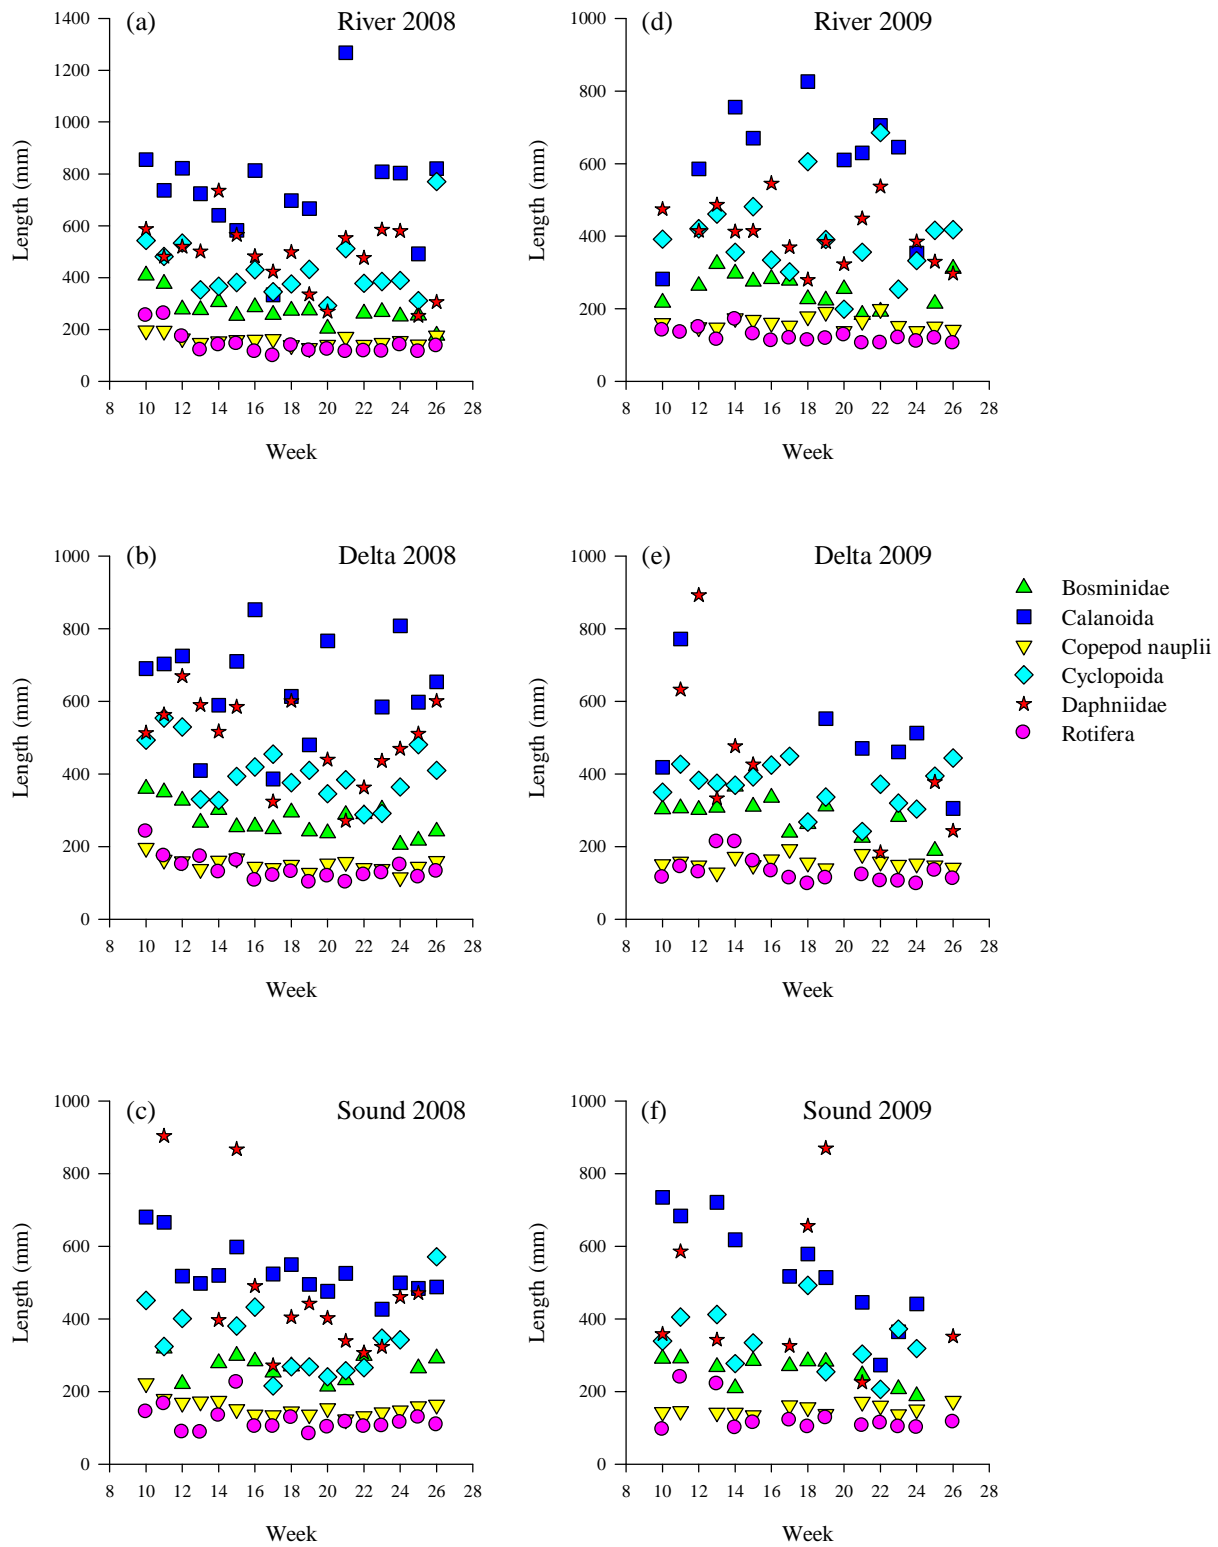 (a) River 2008
1400
1200
1000
800
600
400
200
0
Length (mm)
8 10 12 14 16 18 20 22 24 26 28
Week
(d) River 2009
1000
800
600
400
200
0
Length (mm)
8 10 12 14 16 18 20 22 24 26 28
Week
(b) Delta 2008
1000
800
600
400
200
0
Length (mm)
8 10 12 14 16 18 20 22 24 26 28
Week
(e) Delta 2009
1000
800
600
400
200
0
Length (mm)
8 10 12 14 16 18 20 22 24 26 28
Week
Bosminidae
Calanoida
Copepod nauplii
Cyclopoida
Daphniidae
Rotifera
(c) Sound 2008
1000
800
600
400
200
0
Length (mm)
8 10 12 14 16 18 20 22 24 26 28
Week
(f) Sound 2009
1000
800
600
400
200
0
Length (mm)
8 10 12 14 16 18 20 22 24 26 28
Week